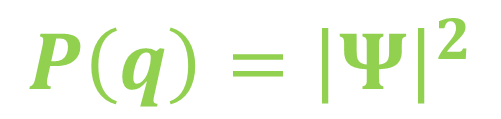 P(q) = |Ψ|²